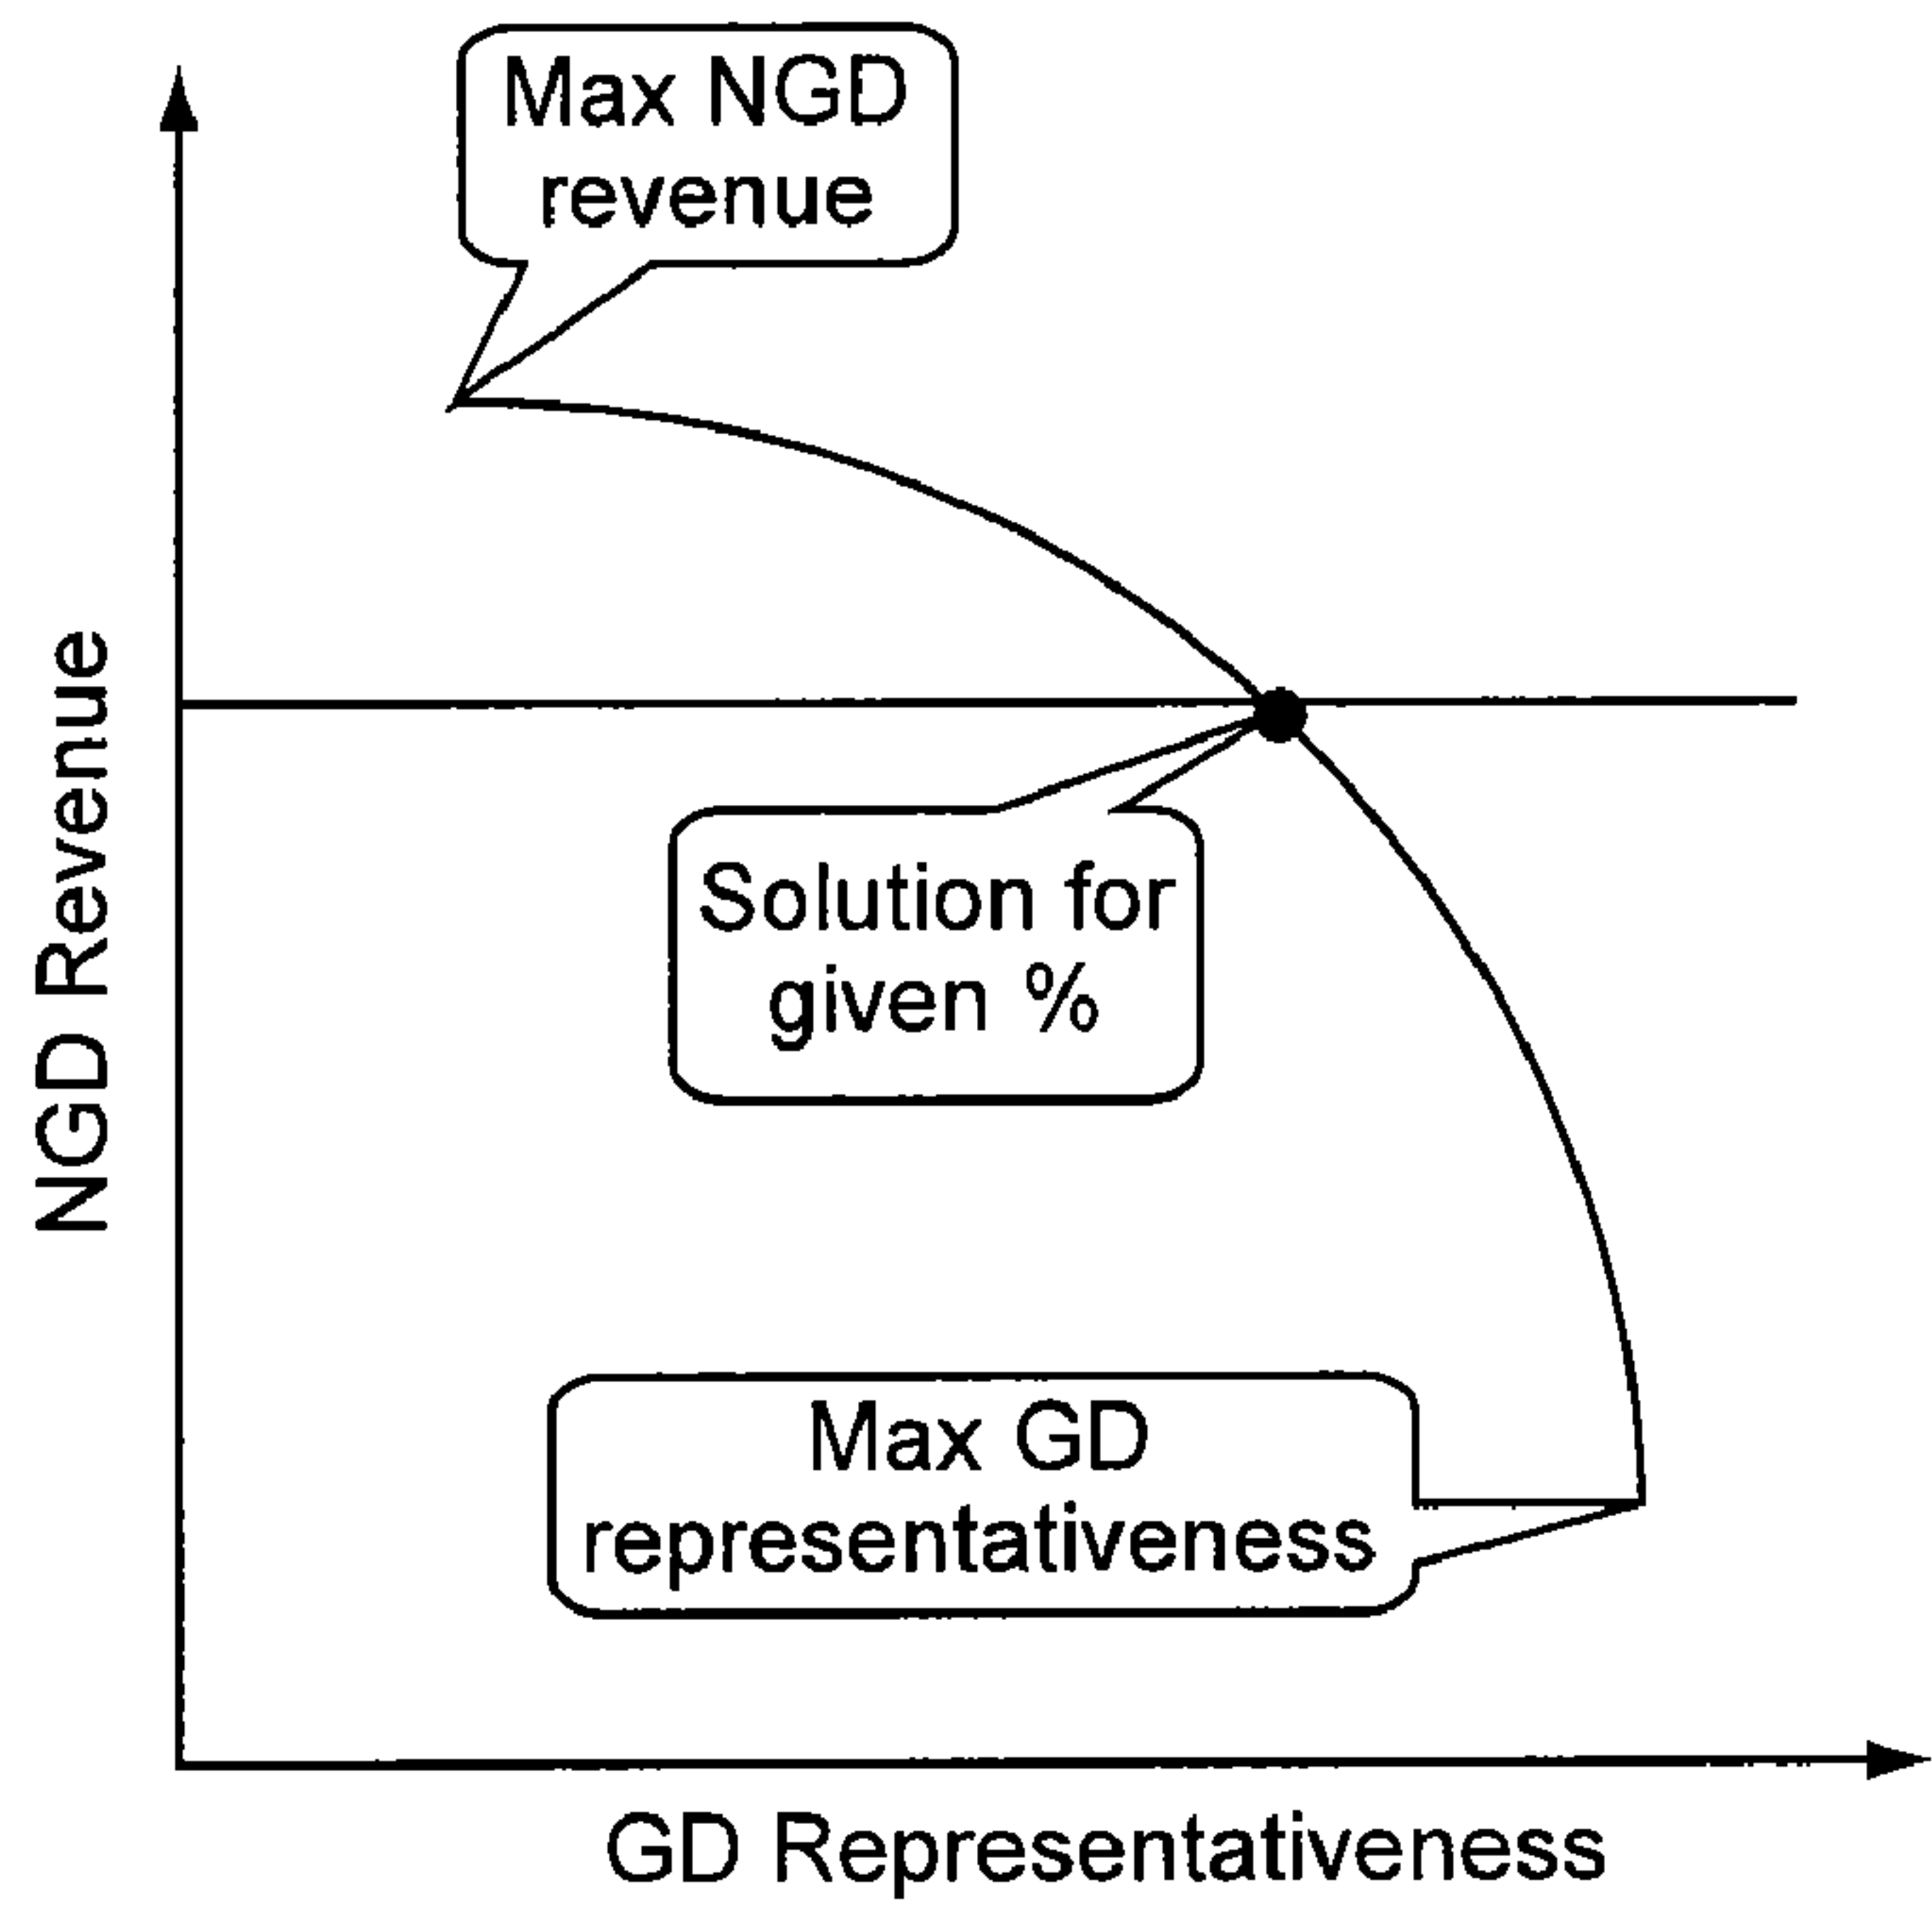 Max NGD
revenue
NGD Revenue
Solution for
given %
Max GD
representativeness
GD Representativeness